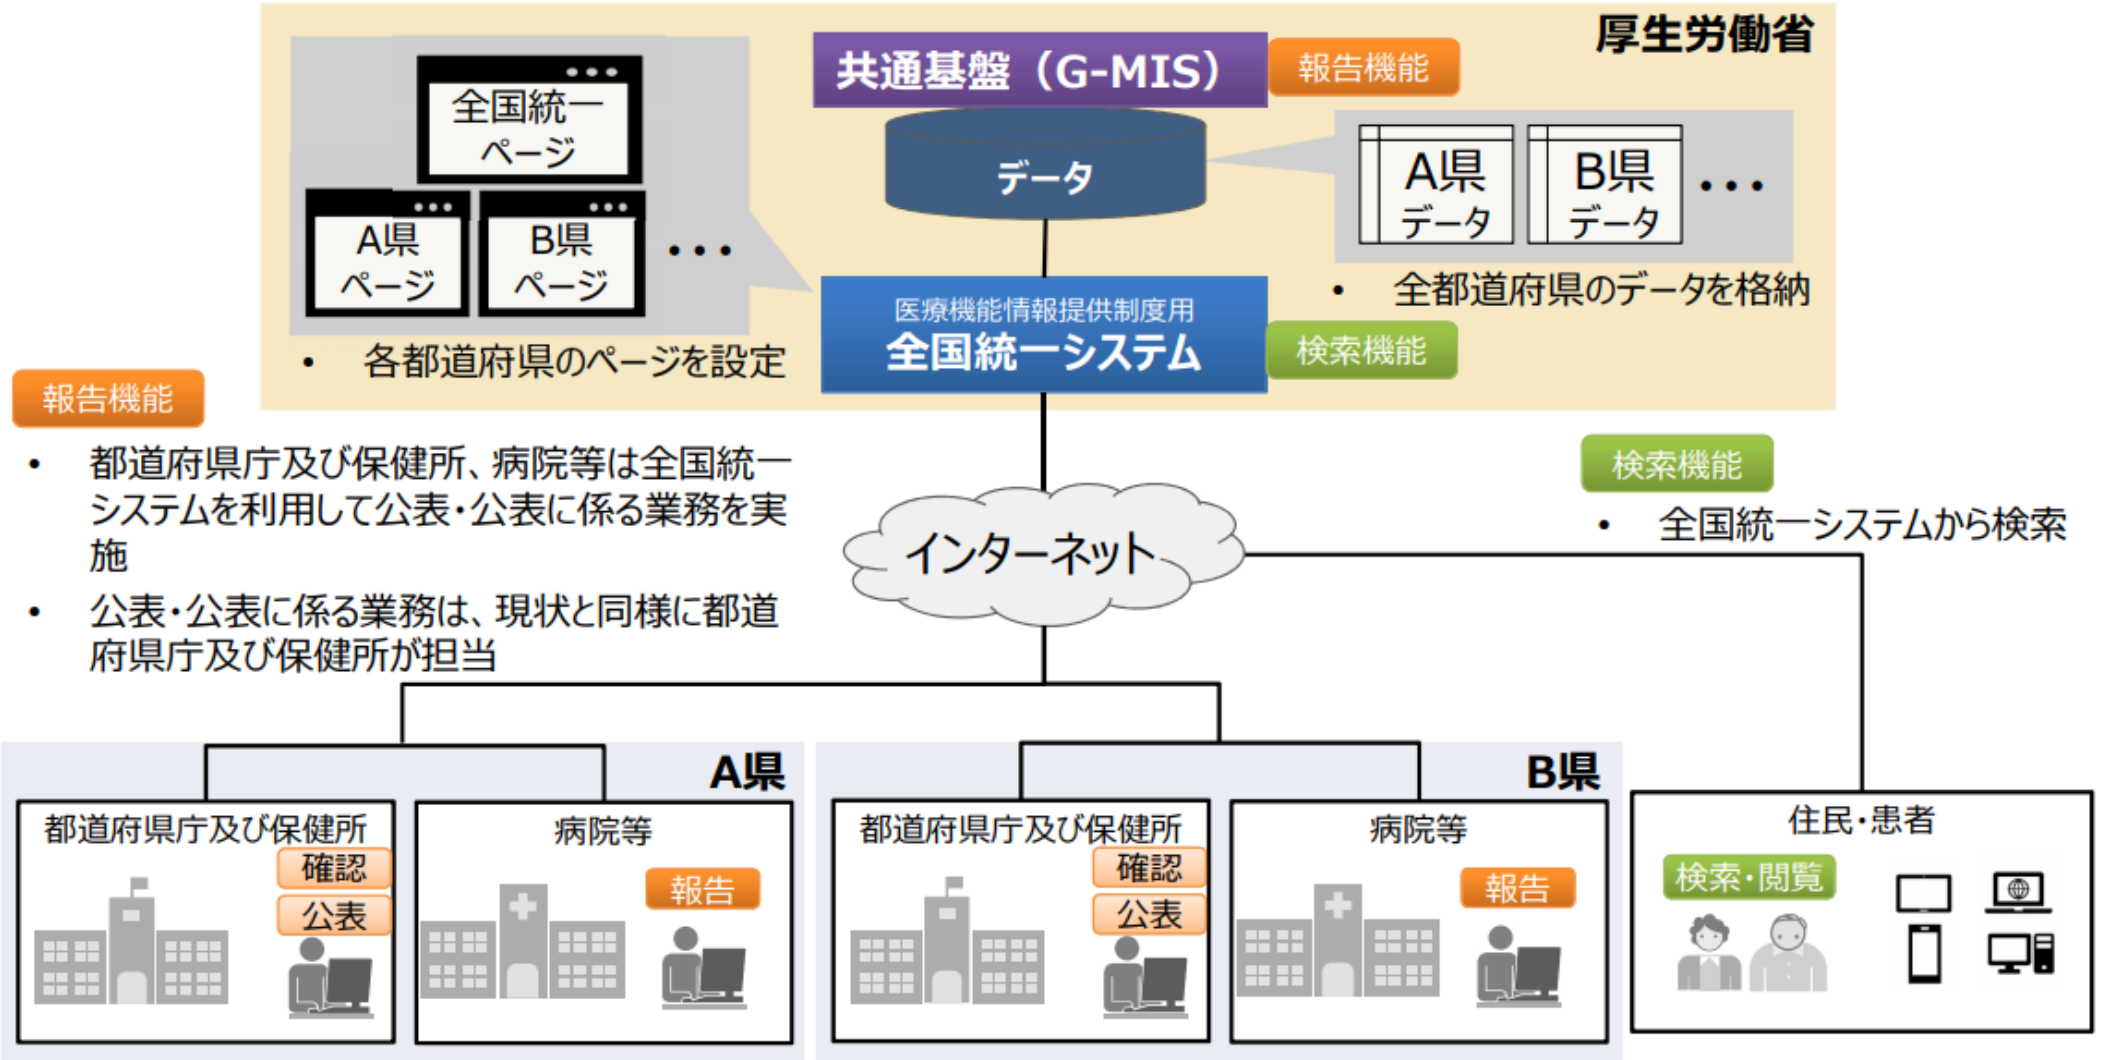 厚生労働省
共通基盤（G-MIS）
報告機能
全国統一
ページ
A県
ページ
B県
ページ
・・・
• 各都道府県のページを設定
データ
A県
データ
B県
データ
・・・
• 全都道府県のデータを格納
医療機能情報提供制度用
全国統一システム
検索機能
報告機能
• 都道府県庁及び保健所、病院等は全国統一
システムを利用して公表・公表に係る業務を実
施
• 公表・公表に係る業務は、現状と同様に都道
府県庁及び保健所が担当
インターネット
検索機能
• 全国統一システムから検索
A県
都道府県庁及び保健所
確認
公表
病院等
報告
B県
都道府県庁及び保健所
確認
公表
病院等
報告
住民・患者
検索・閲覧